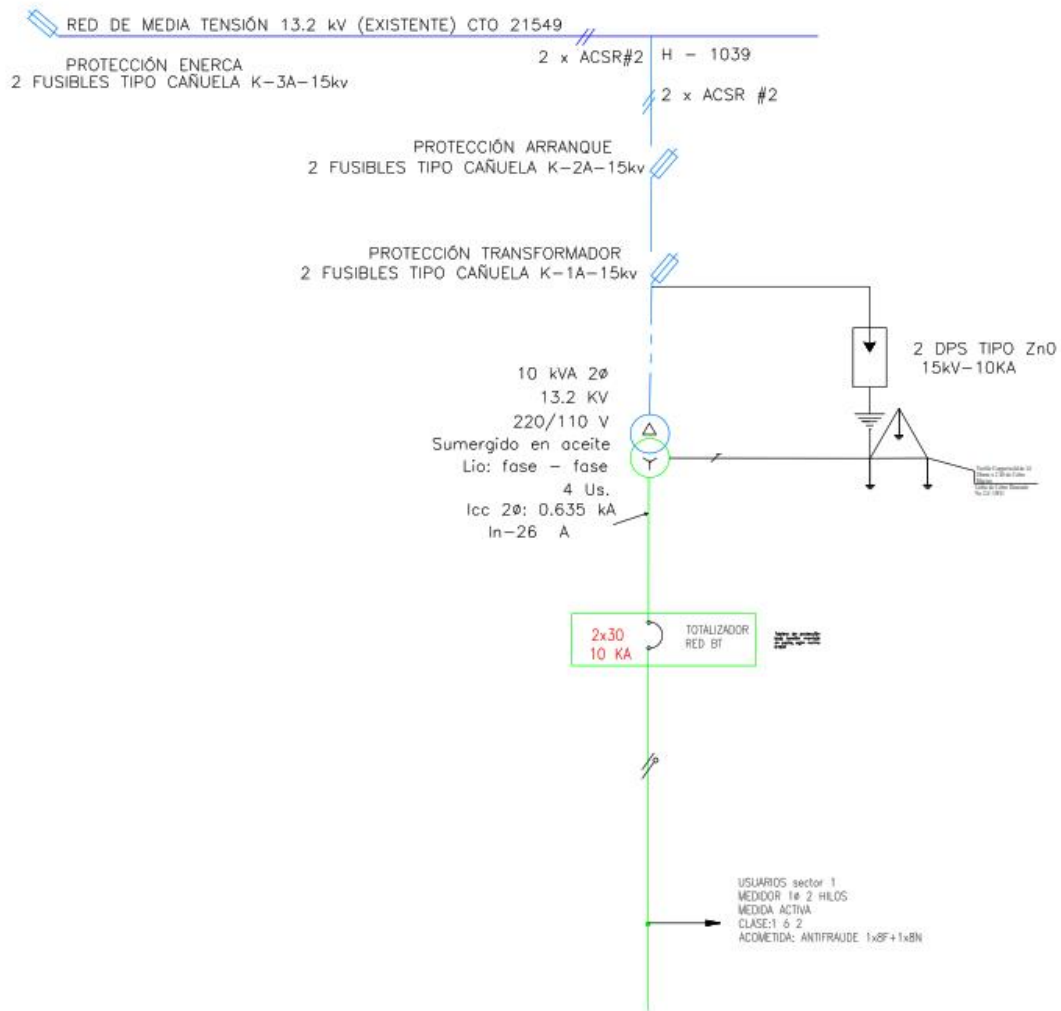 RED DE MEDIA TENSIÓN 13.2 kV (EXISTENTE) CTO 21549
PROTECCIÓN ENERCA
2 FUSIBLES TIPO CAÑUELA K-3A-15kv
2 x ACSR#2
H - 1039
2 x ACSR #2
PROTECCIÓN ARRANQUE
2 FUSIBLES TIPO CAÑUELA K-2A-15kv
PROTECCIÓN TRANSFORMADOR
2 FUSIBLES TIPO CAÑUELA K-1A-15kv
2 DPS TIPO ZnO
15kV-10KA
10 kVA 2ø
13.2 KV
220/110 V
Sumergido en aceite
Lio: fase - fase
4 Us.
Icc 2ø: 0.635 kA
In-26 A
2x30
10 KA
TOTALIZADOR
RED BT
USUARIOS sector 1
MEDIDOR 1ø 2 HILOS
MEDIDA ACTIVA
CLASE:1 ó 2
ACOMETIDA: ANTIFRAUDE 1x8F+1x8N